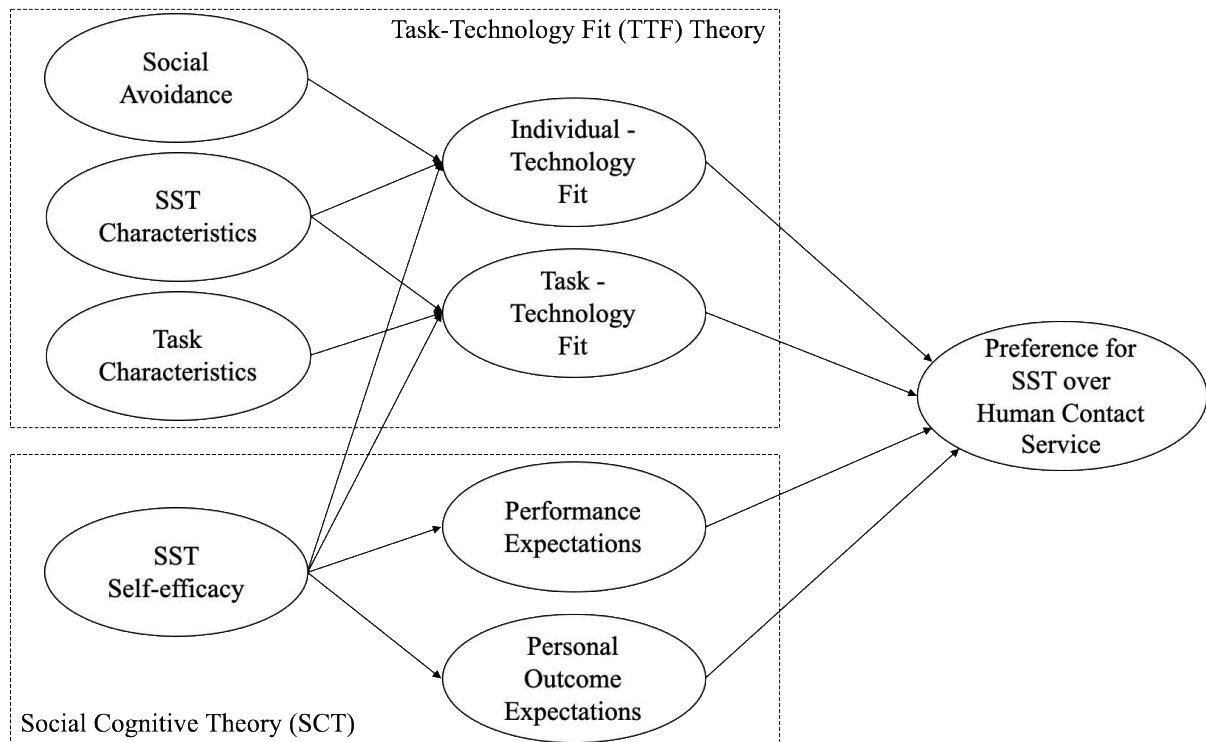 Task-Technology Fit (TTF) Theory
Social
Avoidance
Individual -
Technology
Fit
SST
Characteristics
Task -
Technology
Fit
Task
Characteristics
Preference for
SST over
Human Contact
Service
Performance
Expectations
SST
Self-efficacy
Personal
Outcome
Expectations
Social Cognitive Theory (SCT)